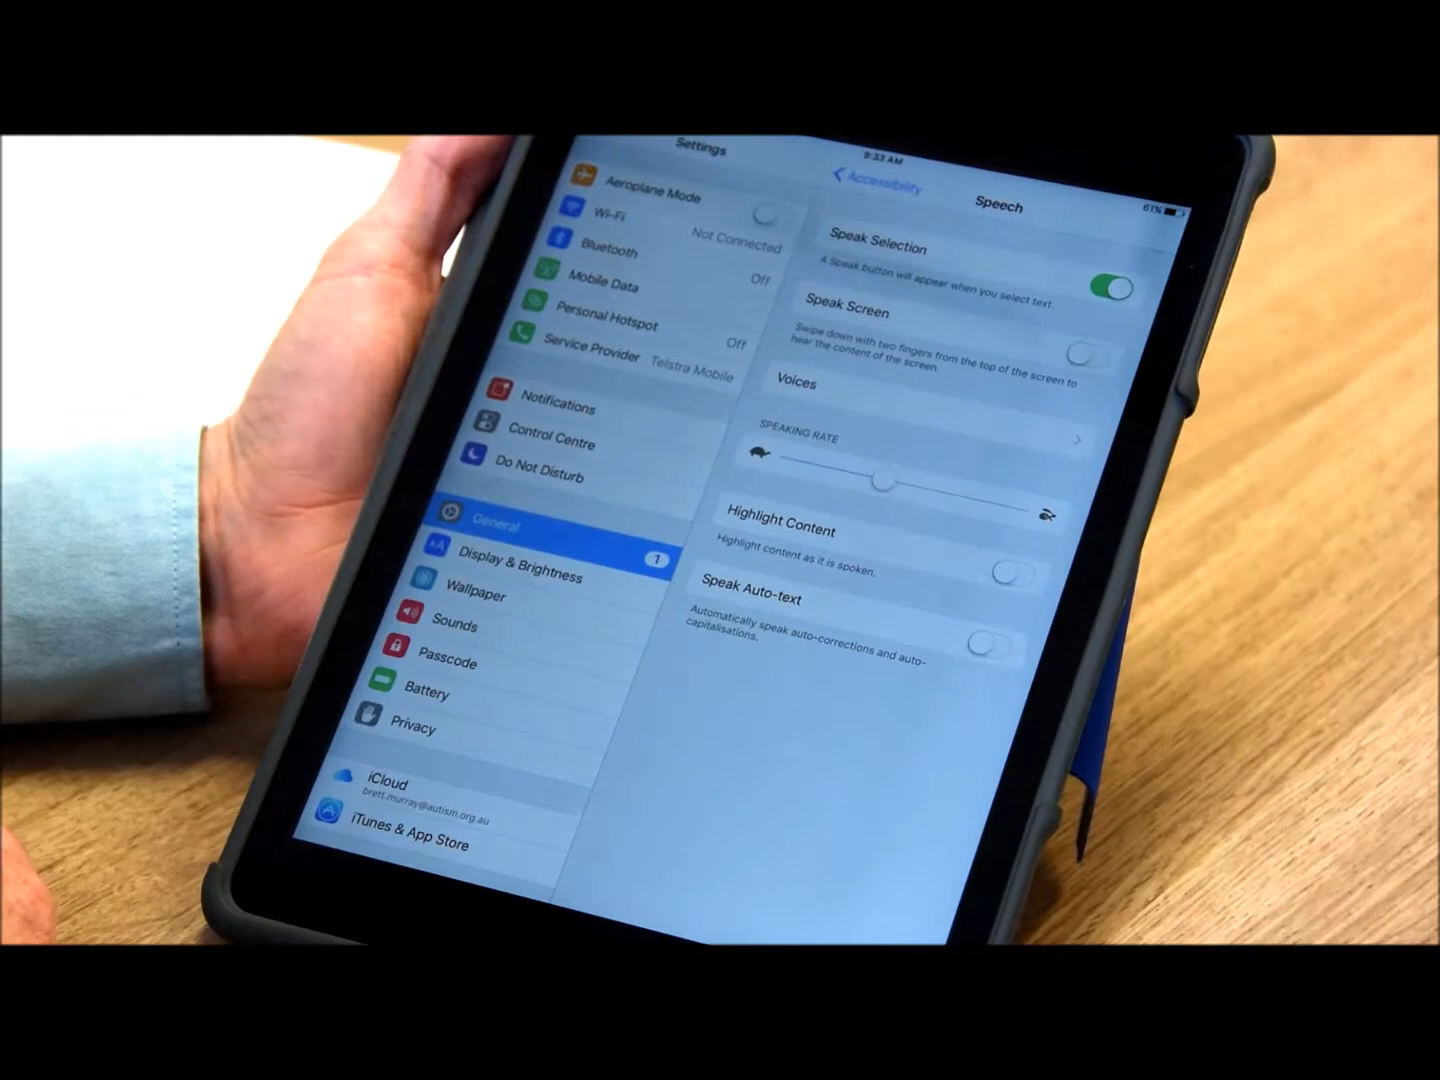 Settings
Aeroplane Mode
Wi-Fi
Not Connected
Bluetooth
Off
Mobile Data
Personal Hotspot
Off
Service Provider
Telstra Mobile
Notifications
Control Centre
Do Not Disturb
General
1
AA
Display & Brightness
Wallpaper
Sounds
Passcode
Battery
Privacy
iCloud
brett.murray@autism.org.au
iTunes & App Store
9:33 AM
61%
Accessibility
Speech
Speak Selection
A Speak button will appear when you select text.
Speak Screen
Swipe down with two fingers from the top of the screen to
hear the content of the screen.
Voices
SPEAKING RATE
Highlight Content
Highlight content as it is spoken.
Speak Auto-text
Automatically speak auto-corrections and auto-
capitalisations.